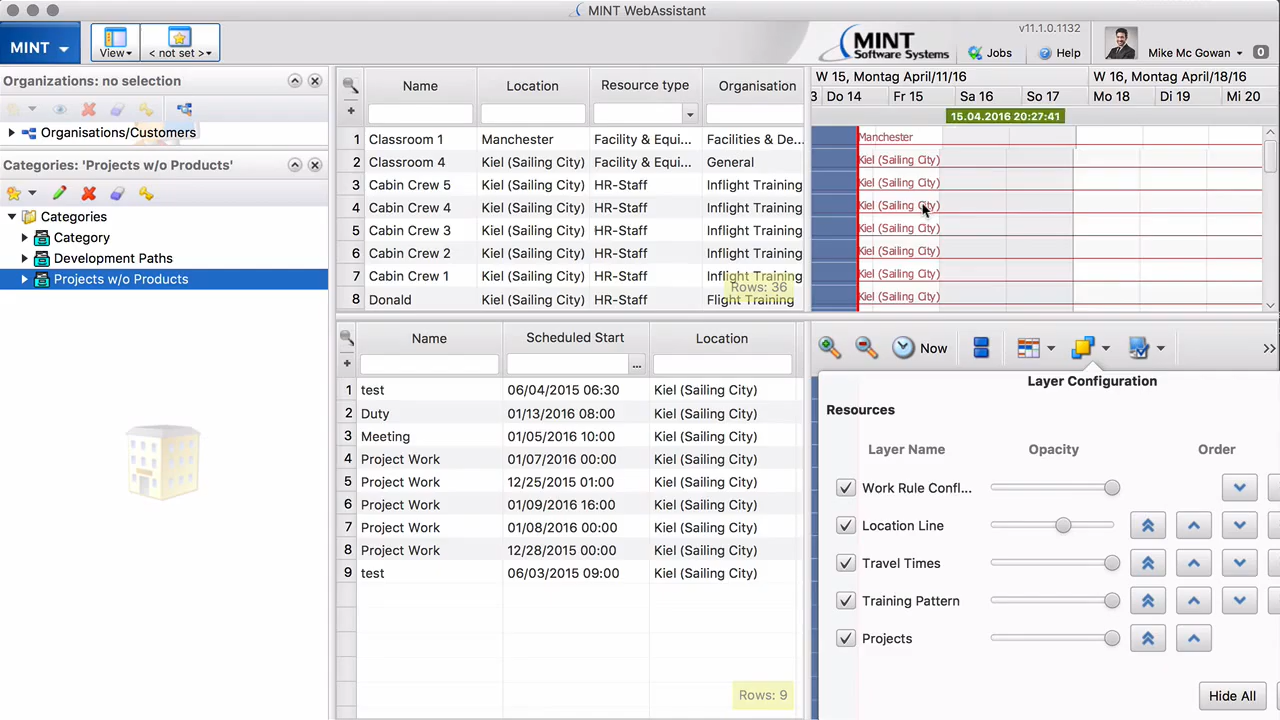 MINT WebAssistant
MINT
View
< not set >
MINT
Software Systems
v11.1.0.1132
Jobs
Help
Mike Mc Gowan
0
Organizations: no selection
Organisations/Customers
Categories: 'Projects w/o Products'
Categories
Category
Development Paths
Projects w/o Products
Name Location Resource type Organisation
1 Classroom 1 Manchester Facility & Equi... Facilities & De...
2 Classroom 4 Kiel (Sailing City) Facility & Equi... General
3 Cabin Crew 5 Kiel (Sailing City) HR-Staff Inflight Training
4 Cabin Crew 4 Kiel (Sailing City) HR-Staff Inflight Training
5 Cabin Crew 3 Kiel (Sailing City) HR-Staff Inflight Training
6 Cabin Crew 2 Kiel (Sailing City) HR-Staff Inflight Training
7 Cabin Crew 1 Kiel (Sailing City) HR-Staff Inflight Training
8 Donald Kiel (Sailing City) HR-Staff Flight Training
Rows: 36
W 15, Montag April/11/16 W 16, Montag April/18/16
3 Do 14 Fr 15 Sa 16 So 17 Mo 18 Di 19 Mi 20
15.04.2016 20:27:41
Manchester
Kiel (Sailing City)
Kiel (Sailing City)
Kiel (Sailing City)
Kiel (Sailing City)
Kiel (Sailing City)
Kiel (Sailing City)
Kiel (Sailing City)
Name Scheduled Start Location
...
1 test 06/04/2015 06:30 Kiel (Sailing City)
2 Duty 01/13/2016 08:00 Kiel (Sailing City)
3 Meeting 01/05/2016 10:00 Kiel (Sailing City)
4 Project Work 01/07/2016 00:00 Kiel (Sailing City)
5 Project Work 12/25/2015 01:00 Kiel (Sailing City)
6 Project Work 01/09/2016 16:00 Kiel (Sailing City)
7 Project Work 01/08/2016 00:00 Kiel (Sailing City)
8 Project Work 12/28/2015 00:00 Kiel (Sailing City)
9 test 06/03/2015 09:00 Kiel (Sailing City)
Rows: 9
Now
Layer Configuration
Resources
Layer Name Opacity Order
Work Rule Confl...
Location Line
Travel Times
Training Pattern
Projects
Hide All